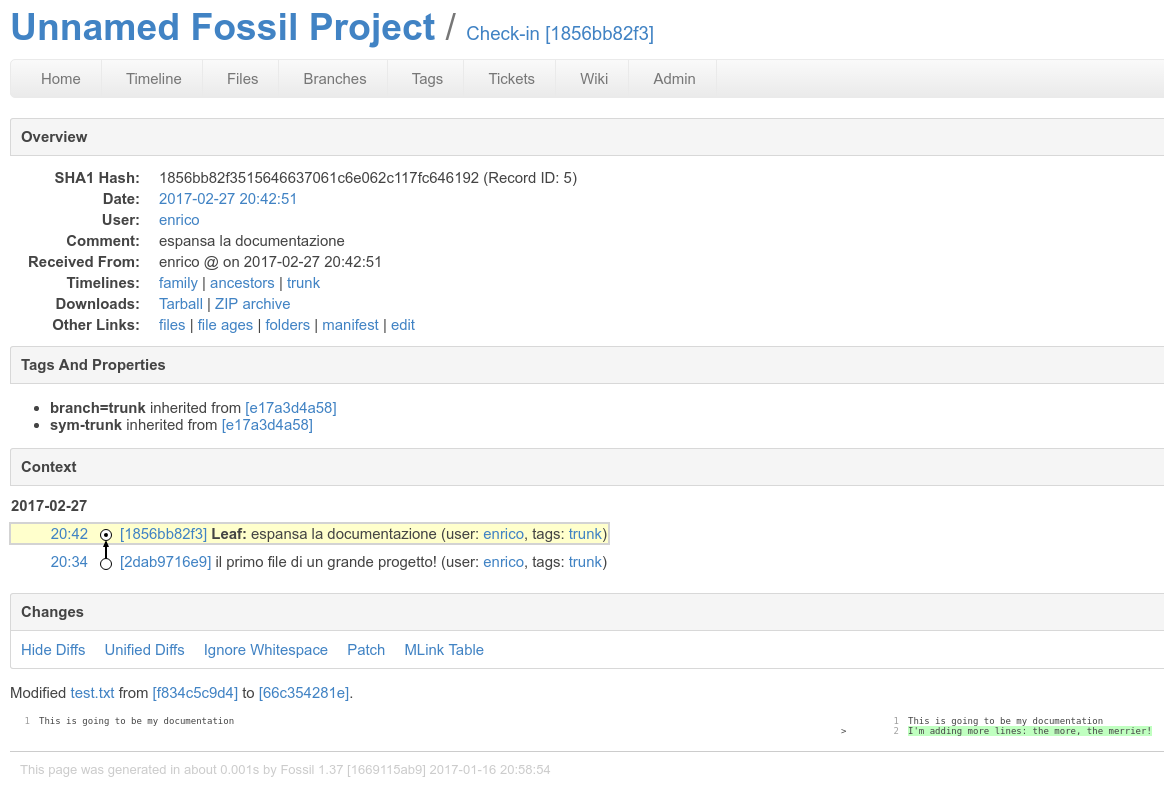 Unnamed Fossil Project / Check-in [1856bb82f3]
Home Timeline Files Branches Tags Tickets Wiki Admin
Overview
SHA1 Hash: 1856bb82f3515646637061c6e062c117fc646192 (Record ID: 5)
Date: 2017-02-27 20:42:51
User: enrico
Comment: espansa la documentazione
Received From: enrico @ on 2017-02-27 20:42:51
Timelines: family | ancestors | trunk
Downloads: Tarball | ZIP archive
Other Links: files | file ages | folders | manifest | edit
Tags And Properties
• branch=trunk inherited from [e17a3d4a58]
• sym-trunk inherited from [e17a3d4a58]
Context
2017-02-27
20:42 [1856bb82f3] Leaf: espansa la documentazione (user: enrico, tags: trunk)
20:34 [2dab9716e9] il primo file di un grande progetto! (user: enrico, tags: trunk)
Changes
Hide Diffs Unified Diffs Ignore Whitespace Patch MLink Table
Modified test.txt from [f834c5c9d4] to [66c354281e].
1 This is going to be my documentation 1 This is going to be my documentation
> 2 I'm adding more lines: the more, the merrier!
This page was generated in about 0.001s by Fossil 1.37 [1669115ab9] 2017-01-16 20:58:54